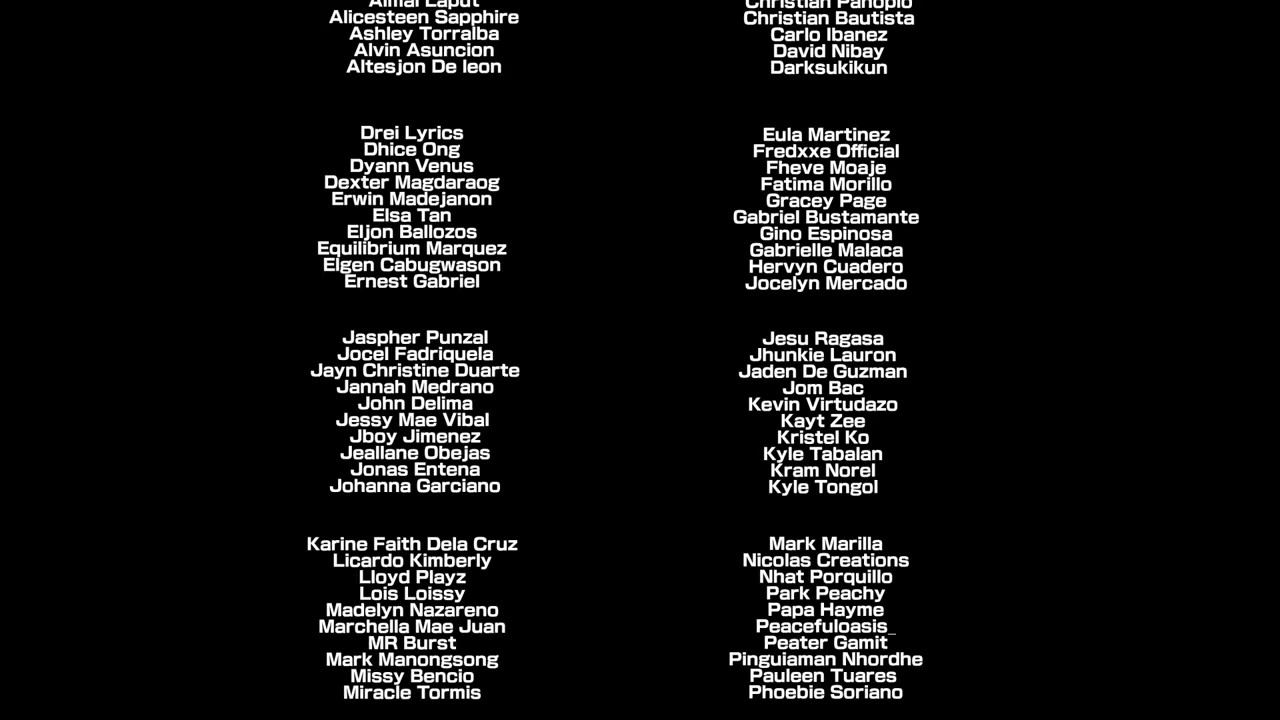 Almal Laput
Alicesteen Sapphire
Ashley Torralba
Alvin Asuncion
Altesjon De leon
Christian Panopio
Christian Bautista
Carlo Ibanez
David Nibay
Darksukikun
Drei Lyrics
Dhice Ong
Dyann Venus
Dexter Magdaraog
Erwin Madejanon
Elsa Tan
Eljon Ballozos
Equilibrium Marquez
Elgen Cabugwason
Ernest Gabriel
Eula Martinez
Fredxxe Official
Fheve Moaje
Fatima Morillo
Gracey Page
Gabriel Bustamante
Gino Espinosa
Gabrielle Malaca
Hervyn Cuadero
Jocelyn Mercado
Jaspher Punzal
Jocel Fadriquela
Jayn Christine Duarte
Jannah Medrano
John Delima
Jessy Mae Vibal
Jboy Jimenez
Jeallane Obejas
Jonas Entena
Johanna Garciano
Jesu Ragasa
Jhunkie Lauron
Jaden De Guzman
Jom Bac
Kevin Virtudazo
Kayt Zee
Kristel Ko
Kyle Tabalan
Kram Norel
Kyle Tongol
Karine Faith Dela Cruz
Licardo Kimberly
Lloyd Playz
Lois Loissy
Madelyn Nazareno
Marchella Mae Juan
MR Burst
Mark Manongsong
Missy Bencio
Miracle Tormis
Mark Marilla
Nicolas Creations
Nhat Porquillo
Park Peachy
Papa Hayme
Peacefuloasis_
Peater Gamit
Pinguiaman Nhordhe
Pauleen Tuares
Phoebie Soriano